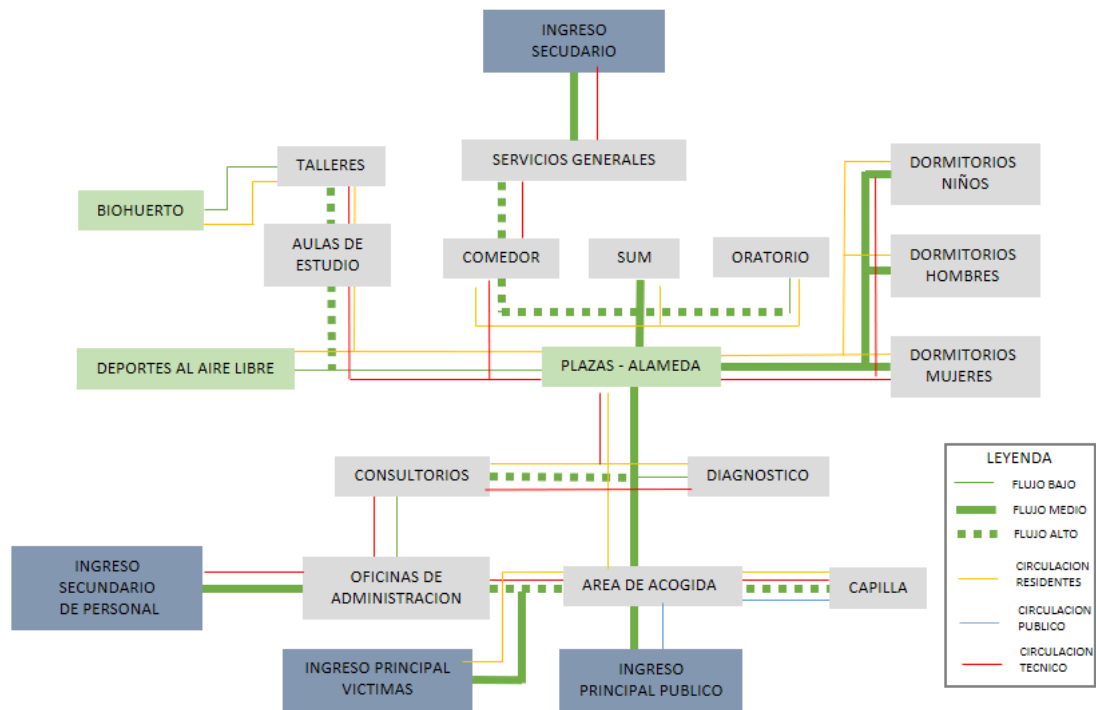 INGRESO
SECUDARIO
TALLERES
SERVICIOS GENERALES
DORMITORIOS
NIÑOS
BIOHUERTO
AULAS DE
ESTUDIO
COMEDOR
SUM
ORATORIO
DORMITORIOS
HOMBRES
DEPORTES AL AIRE LIBRE
PLAZAS - ALAMEDA
DORMITORIOS
MUJERES
CONSULTORIOS
DIAGNOSTICO
INGRESO
SECUNDARIO
DE PERSONAL
OFICINAS DE
ADMINISTRACION
AREA DE ACOGIDA
CAPILLA
INGRESO PRINCIPAL
VICTIMAS
INGRESO
PRINCIPAL PUBLICO
LEYENDA
FLUJO BAJO
FLUJO MEDIO
FLUJO ALTO
CIRCULACION
RESIDENTES
CIRCULACION
PUBLICO
CIRCULACION
TECNICO